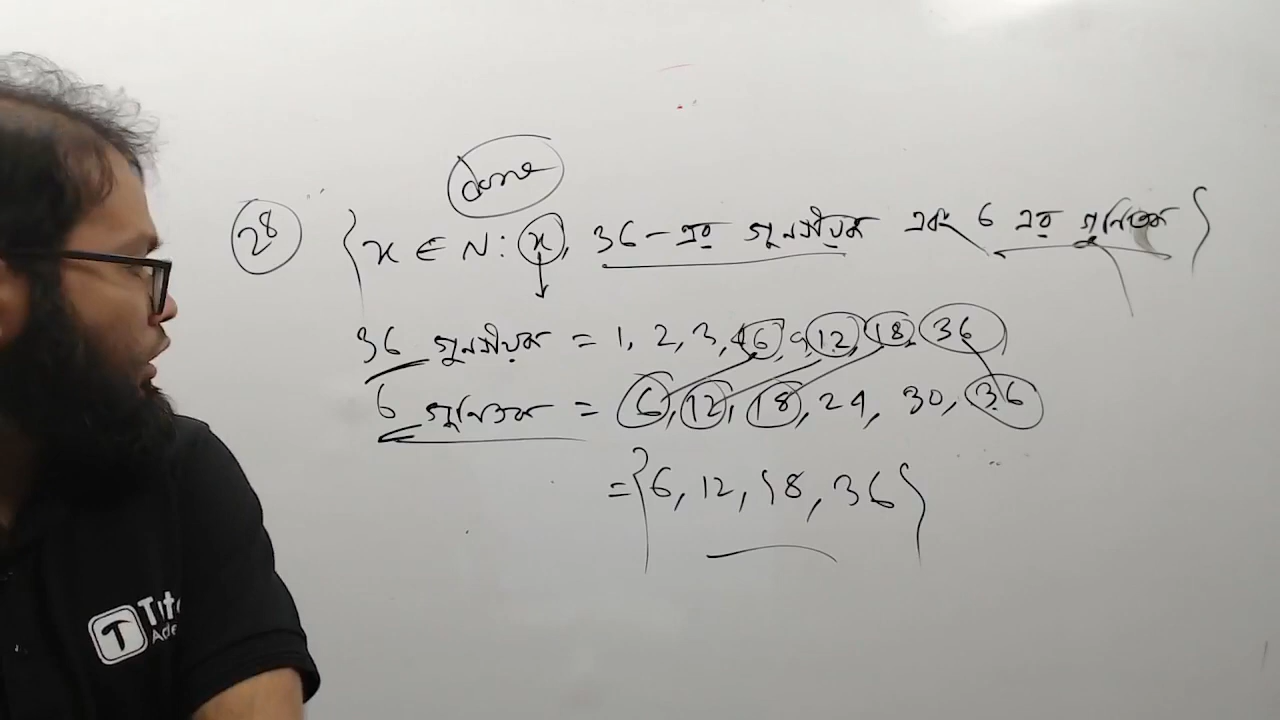 done
28 { x ∈ N : x, 36-এর গুণনীয়ক এবং 6 এর গুণিতক }
36 গুণনীয়ক = 1, 2, 3, 4 6, 9, 12, 18, 36
6 গুণিতক = 6, 12, 18, 24, 30, 36
= { 6, 12, 18, 36 }
T